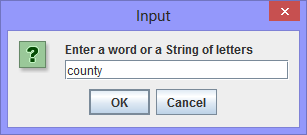 Input
Enter a word or a String of letters
county
OK Cancel